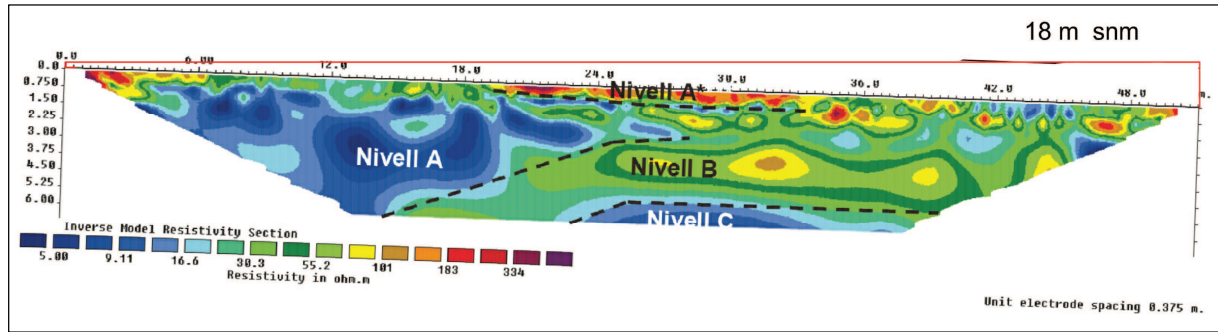 18 m snm
0.0 6.00 12.0 18.0 24.0 30.0 36.0 42.0 48.0 m.
0.0
0.750
1.50
2.25
3.00
3.75
4.50
5.25
6.00
Nivell A*
Nivell A
Nivell B
Nivell C
Inverse Model Resistivity Section
5.00 9.11 16.6 30.3 55.2 101 183 334
Resistivity in ohm.m
Unit electrode spacing 0.375 m.